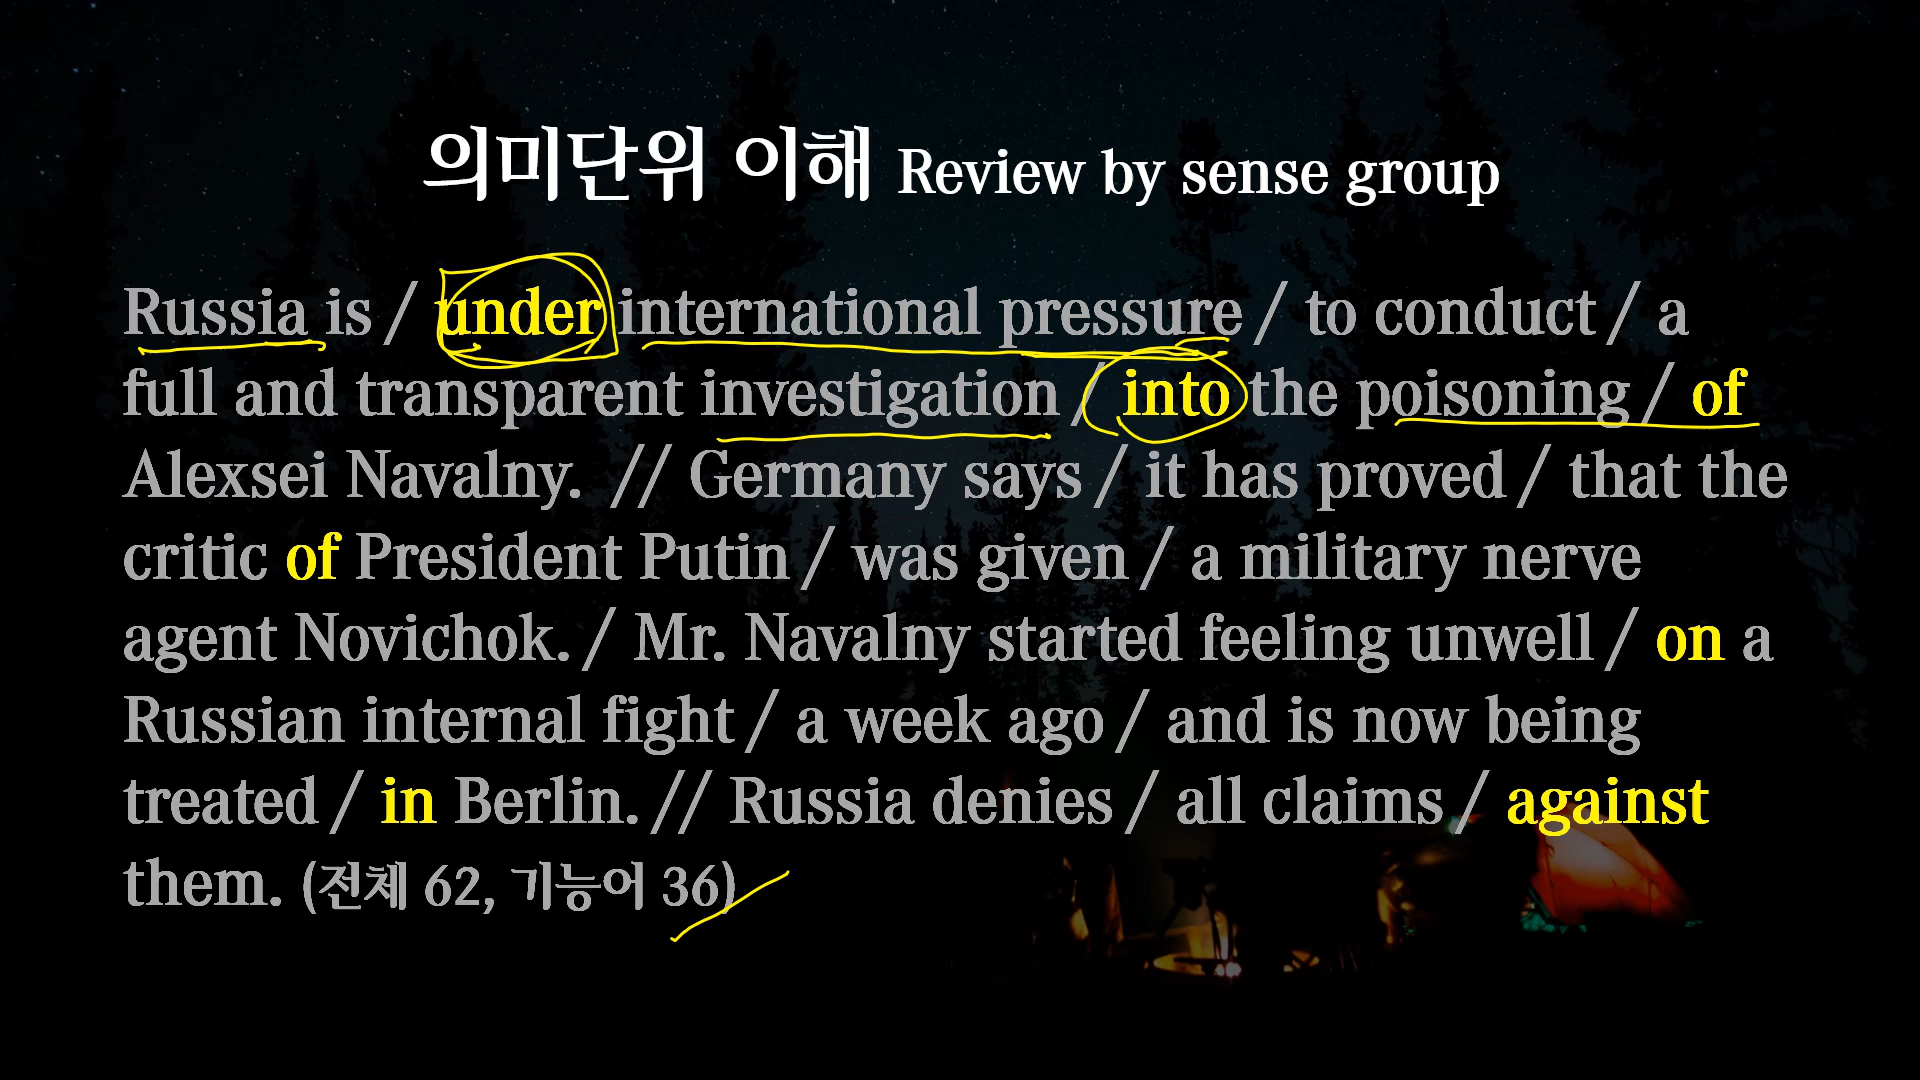 의미단위 이해 Review by sense group
Russia is / under international pressure / to conduct / a
full and transparent investigation / into the poisoning / of
Alexsei Navalny. // Germany says / it has proved / that the
critic of President Putin / was given / a military nerve
agent Novichok. / Mr. Navalny started feeling unwell / on a
Russian internal fight / a week ago / and is now being
treated / in Berlin. // Russia denies / all claims / against
them. (전체 62, 기능어 36)